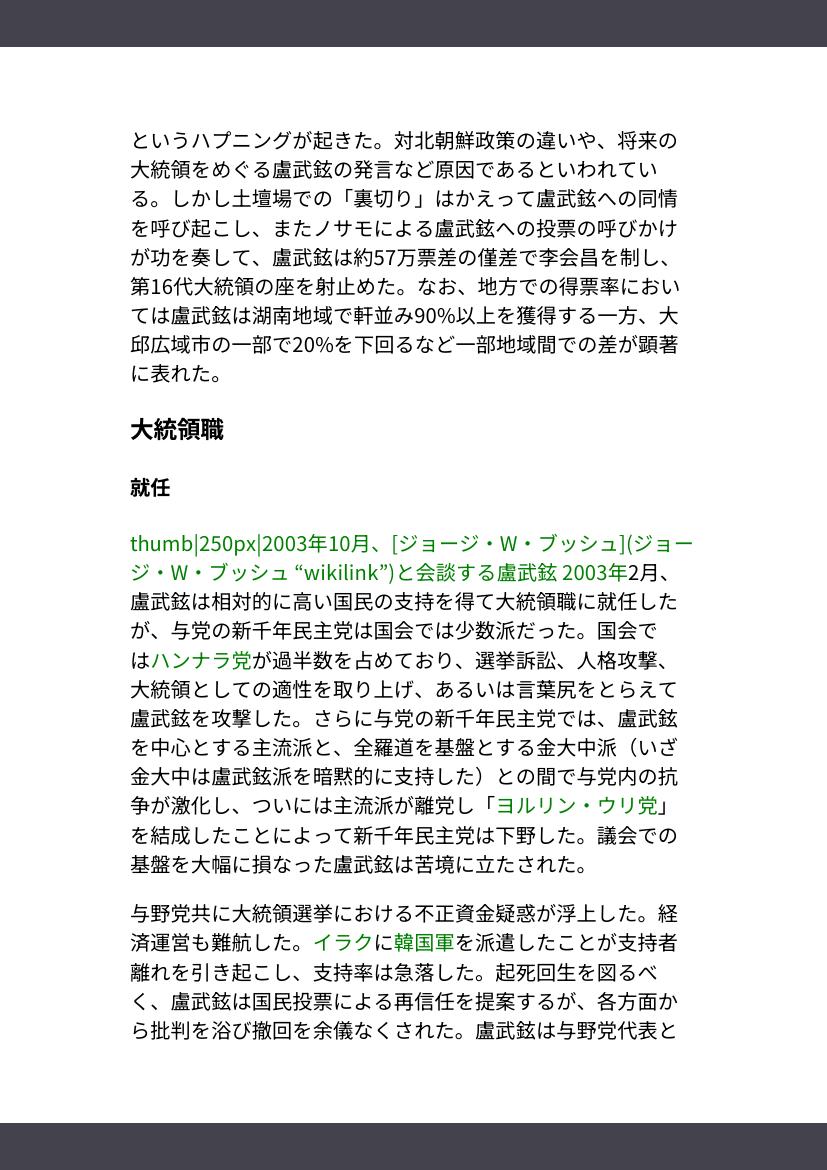 というハプニングが起きた。対北朝鮮政策の違いや、将来の
大統領をめぐる盧武鉉の発言など原因であるといわれてい
る。しかし土壇場での「裏切り」はかえって盧武鉉への同情
を呼び起こし、またノサモによる盧武鉉への投票の呼びかけ
が功を奏して、盧武鉉は約57万票差の僅差で李会昌を制し、
第16代大統領の座を射止めた。なお、地方での得票率におい
ては盧武鉉は湖南地域で軒並み90%以上を獲得する一方、大
邱広域市の一部で20%を下回るなど一部地域間での差が顕著
に表れた。
大統領職
就任
thumb|250px|2003年10月、[ジョージ・W・ブッシュ](ジョー
ジ・W・ブッシュ “wikilink”)と会談する盧武鉉 2003年2月、
盧武鉉は相対的に高い国民の支持を得て大統領職に就任した
が、与党の新千年民主党は国会では少数派だった。国会で
はハンナラ党が過半数を占めており、選挙訴訟、人格攻撃、
大統領としての適性を取り上げ、あるいは言葉尻をとらえて
盧武鉉を攻撃した。さらに与党の新千年民主党では、盧武鉉
を中心とする主流派と、全羅道を基盤とする金大中派（いざ
金大中は盧武鉉派を暗黙的に支持した）との間で与党内の抗
争が激化し、ついには主流派が離党し「ヨルリン・ウリ党」
を結成したことによって新千年民主党は下野した。議会での
基盤を大幅に損なった盧武鉉は苦境に立たされた。
与野党共に大統領選挙における不正資金疑惑が浮上した。経
済運営も難航した。イラクに韓国軍を派遣したことが支持者
離れを引き起こし、支持率は急落した。起死回生を図るべ
く、盧武鉉は国民投票による再信任を提案するが、各方面か
ら批判を浴び撤回を余儀なくされた。盧武鉉は与野党代表と